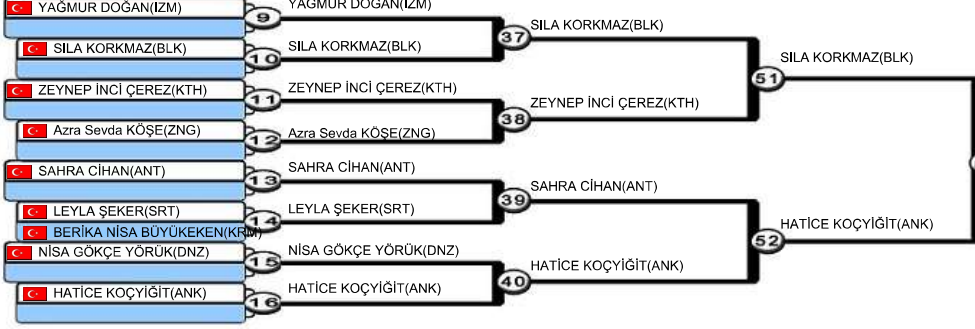 YAĞMUR DOĞAN(İZM)
9
YAĞMUR DOĞAN(İZM)
SILA KORKMAZ(BLK)
10
SILA KORKMAZ(BLK)
37
SILA KORKMAZ(BLK)
ZEYNEP İNCİ ÇEREZ(KTH)
11
ZEYNEP İNCİ ÇEREZ(KTH)
Azra Sevda KÖŞE(ZNG)
12
Azra Sevda KÖŞE(ZNG)
38
ZEYNEP İNCİ ÇEREZ(KTH)
51
SILA KORKMAZ(BLK)
SAHRA CİHAN(ANT)
13
SAHRA CİHAN(ANT)
LEYLA ŞEKER(SRT)
BERİKA NİSA BÜYÜKEKEN(KRM)
14
LEYLA ŞEKER(SRT)
39
SAHRA CİHAN(ANT)
NİSA GÖKÇE YÖRÜK(DNZ)
15
NİSA GÖKÇE YÖRÜK(DNZ)
HATİCE KOÇYİĞİT(ANK)
16
HATİCE KOÇYİĞİT(ANK)
40
HATİCE KOÇYİĞİT(ANK)
52
HATİCE KOÇYİĞİT(ANK)